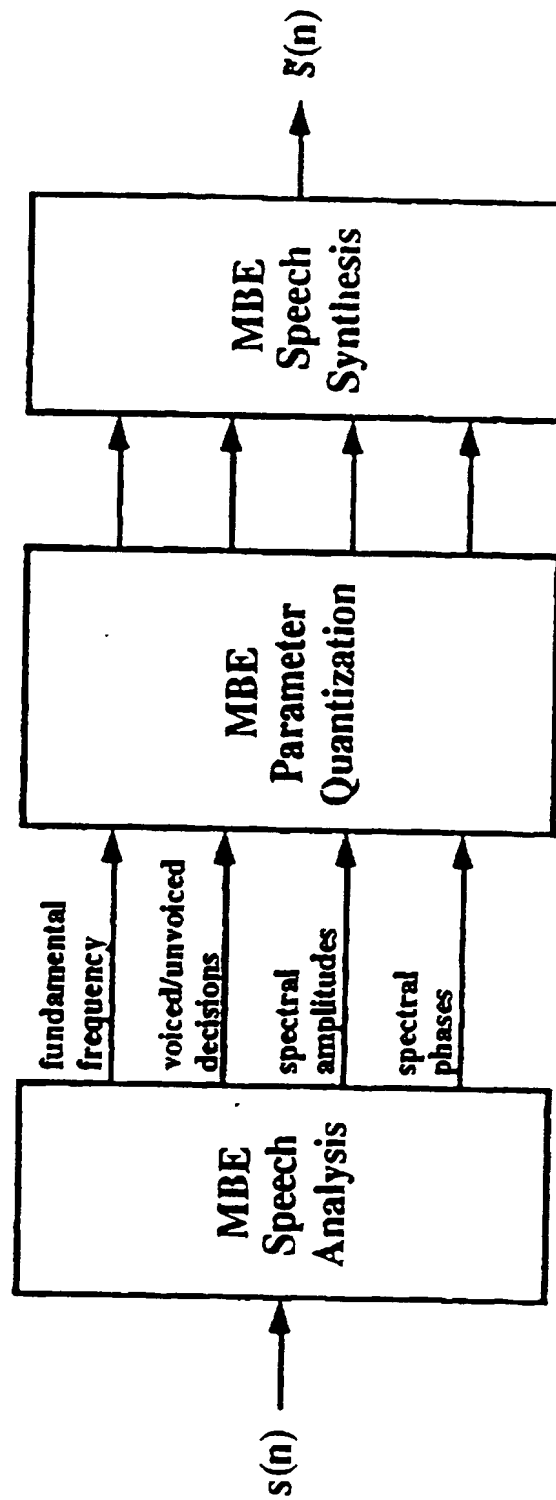 s(n)
MBE
Speech
Analysis
fundamental
frequency
voiced/unvoiced
decisions
spectral
amplitudes
spectral
phases
MBE
Parameter
Quantization
MBE
Speech
Synthesis
s̃(n)